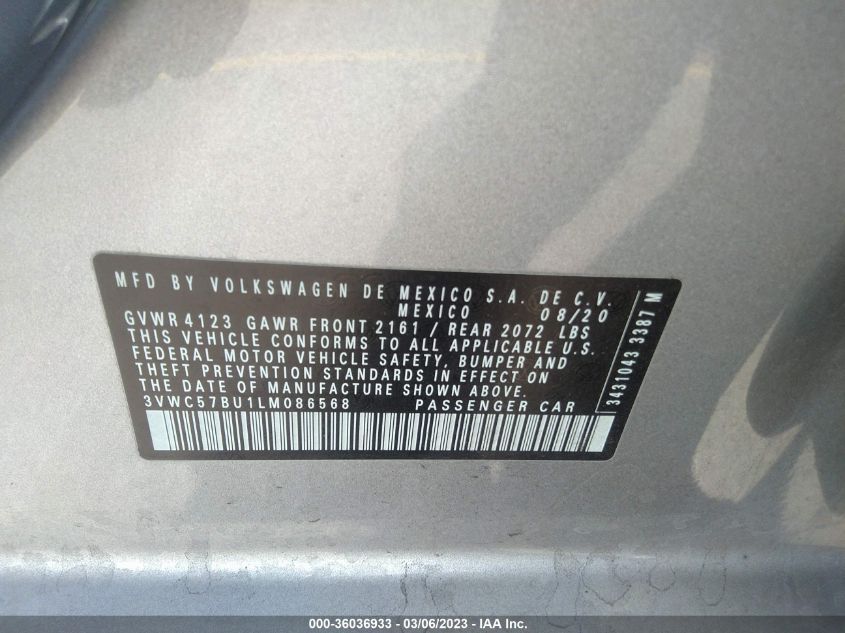 MFD BY VOLKSWAGEN DE MEXICO S.A. DE C.V.
MEXICO 08/20
GVWR 4123 GAWR FRONT 2161 / REAR 2072 LBS
THIS VEHICLE CONFORMS TO ALL APPLICABLE U.S.
FEDERAL MOTOR VEHICLE SAFETY, BUMPER AND
THEFT PREVENTION STANDARDS IN EFFECT ON
THE DATE OF MANUFACTURE SHOWN ABOVE.
3VWC57BU1LM086568 PASSENGER CAR
3431043 3387 M
000-36036933 - 03/06/2023 - IAA Inc.